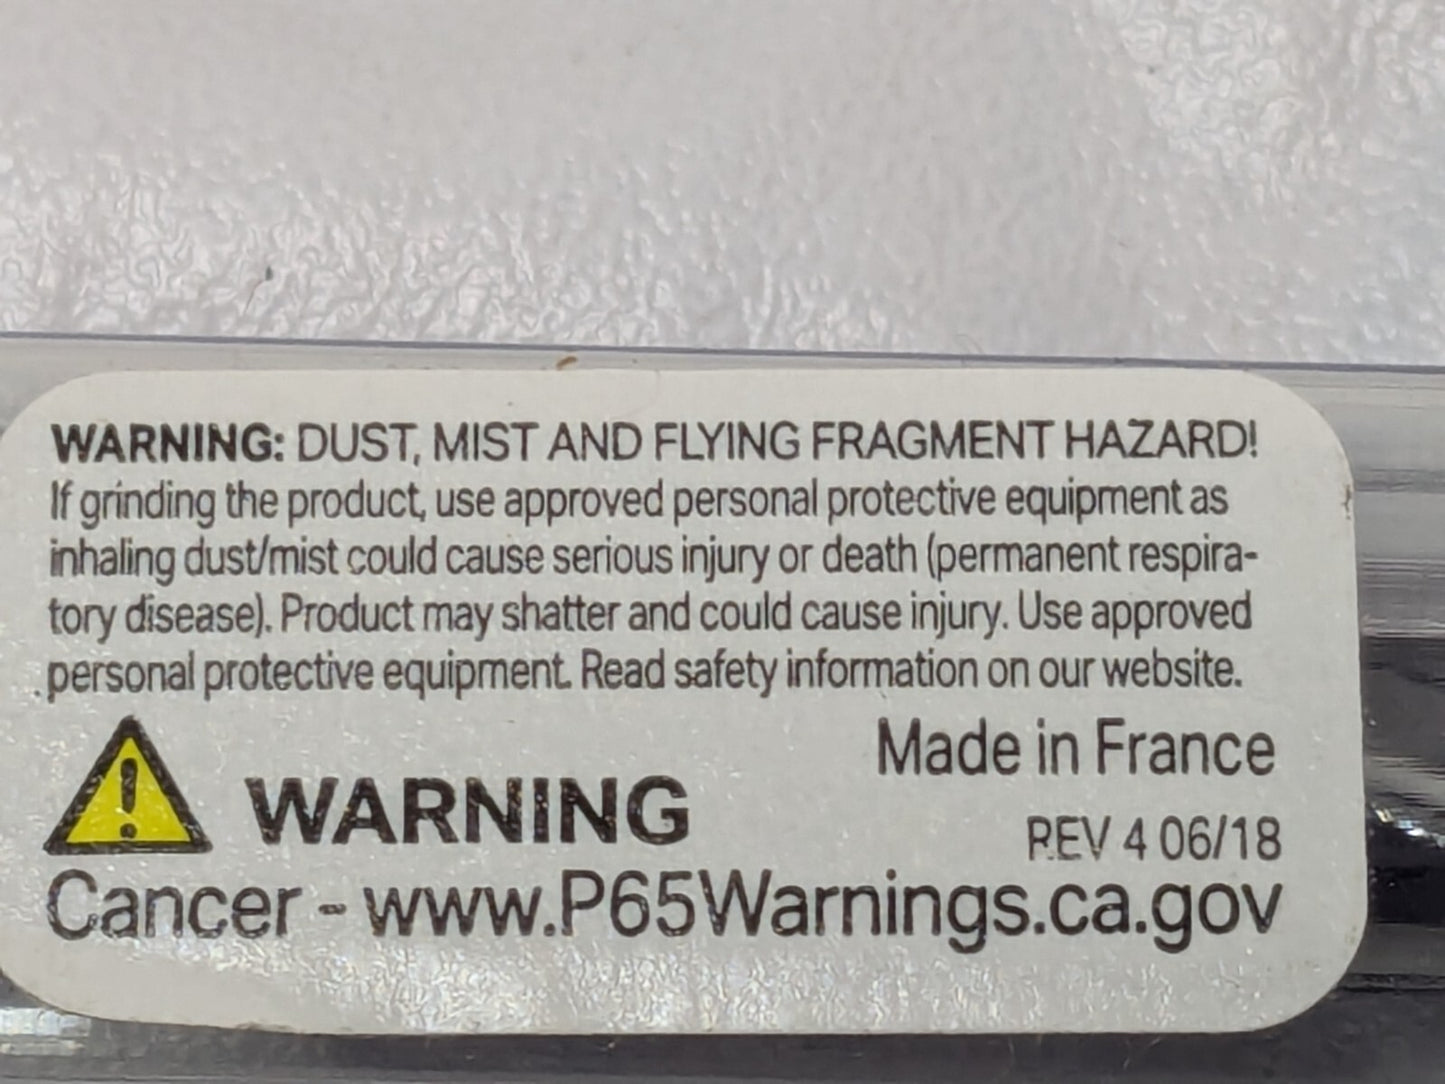 WARNING: DUST, MIST AND FLYING FRAGMENT HAZARD!
If grinding the product, use approved personal protective equipment as
inhaling dust/mist could cause serious injury or death (permanent respira-
tory disease). Product may shatter and could cause injury. Use approved
personal protective equipment. Read safety information on our website.
Made in France
WARNING
REV 4 06/18
Cancer - www.P65Warnings.ca.gov